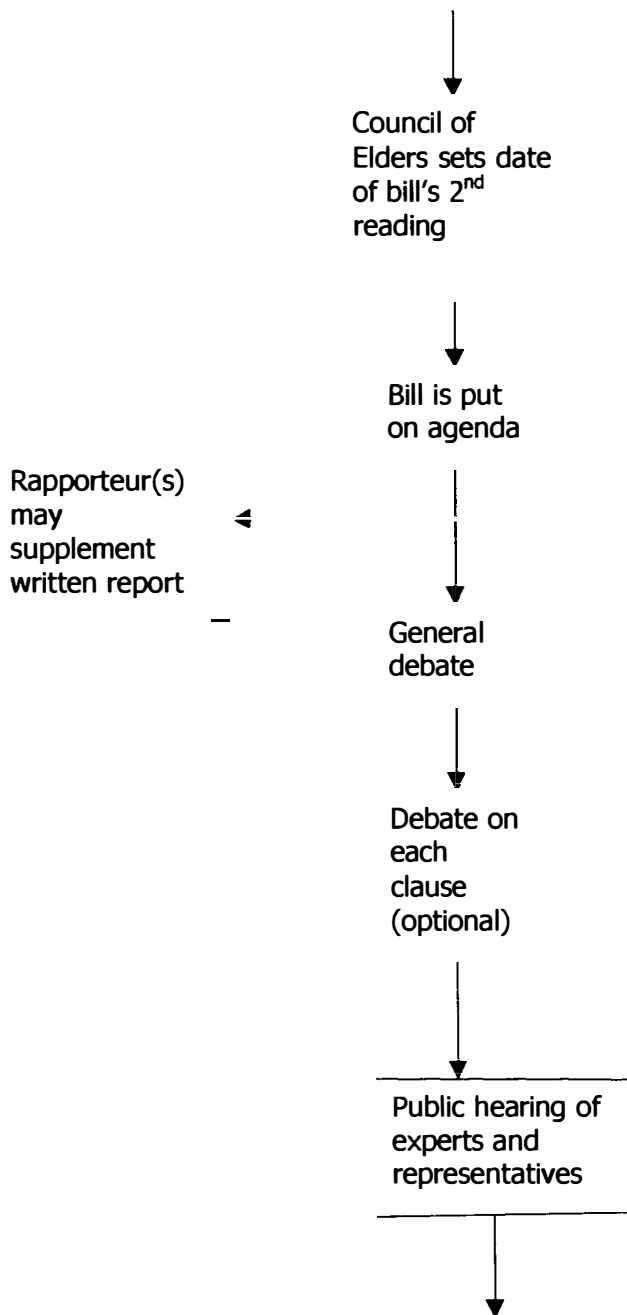 Council of
Elders sets date
of bill's 2nd
reading
Bill is put
on agenda
Rapporteur(s)
may
supplement
written report
General
debate
Debate on
each
clause
(optional)
Public hearing of
experts and
representatives